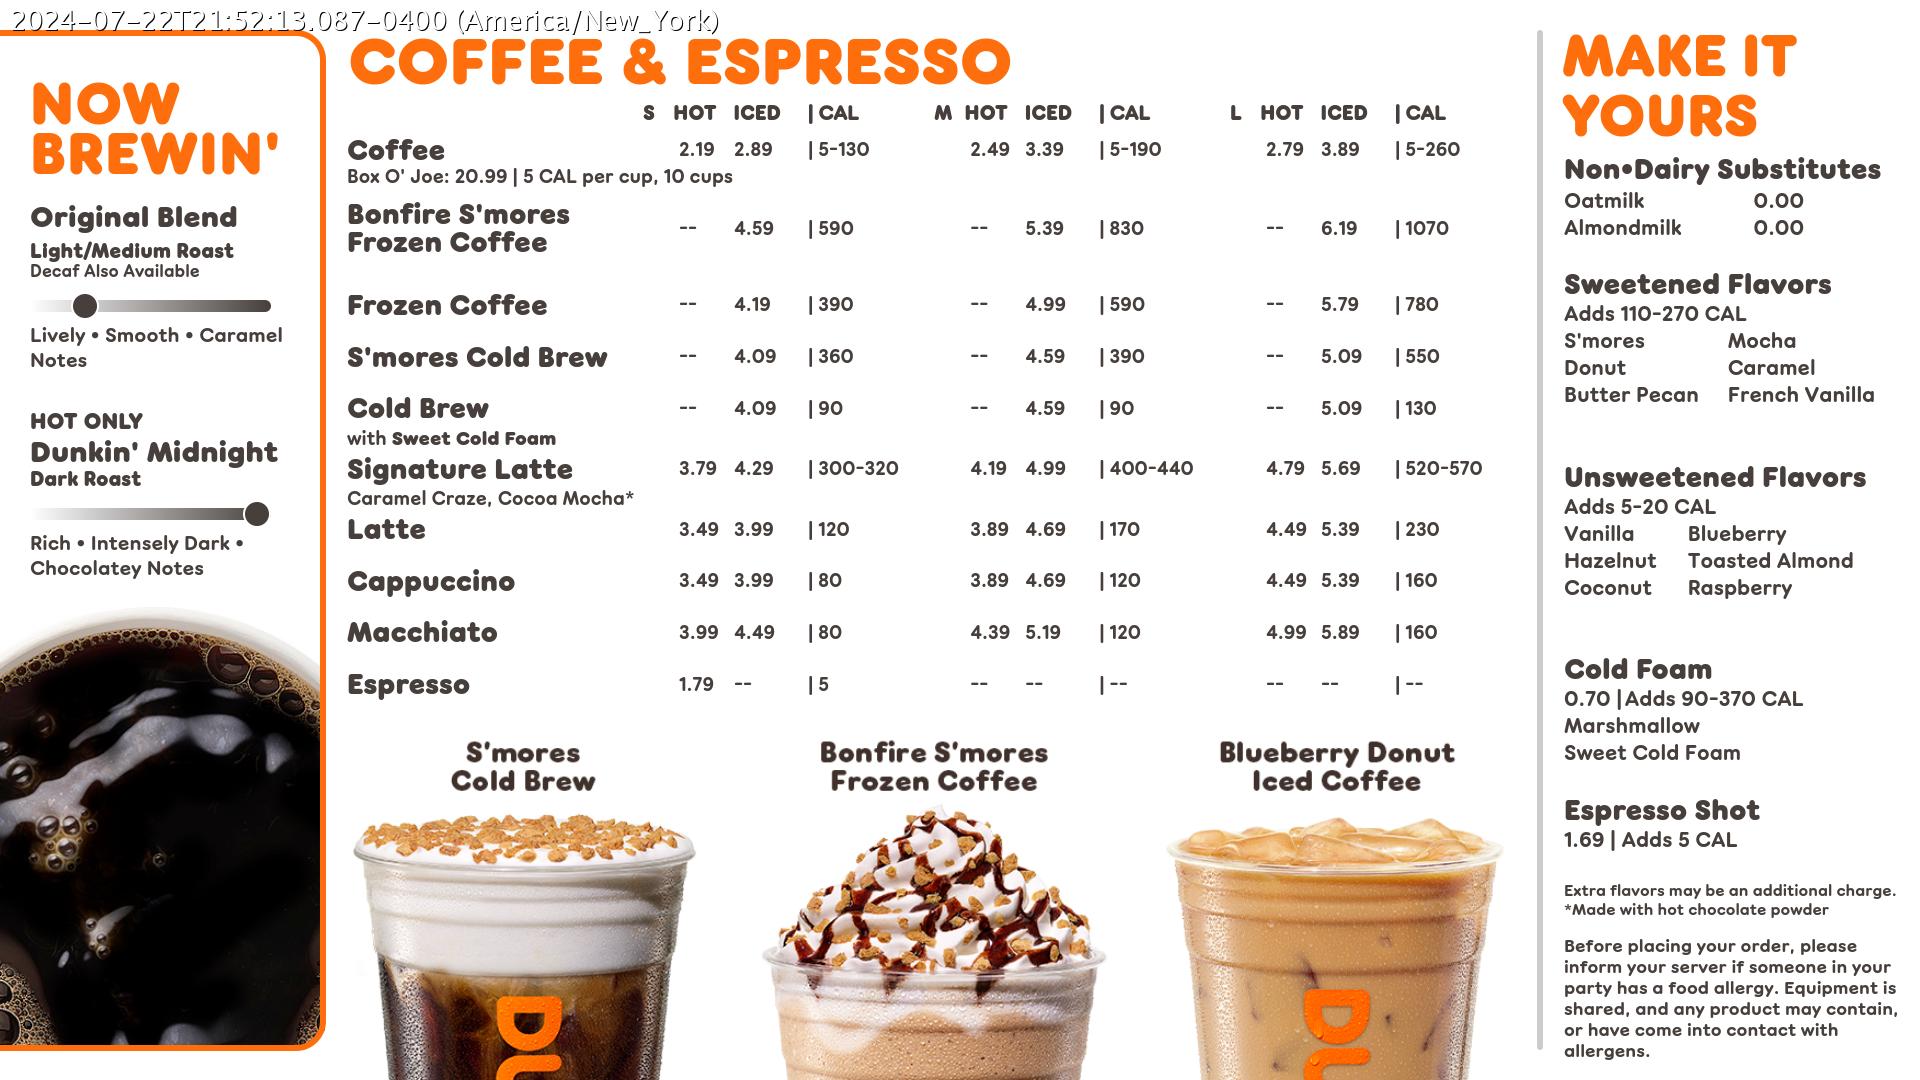 2024-07-22T21:52:13.087-0400 (America/New_York)
NOW
BREWIN'
Original Blend
Light/Medium Roast
Decaf Also Available
Lively • Smooth • Caramel
Notes
HOT ONLY
Dunkin' Midnight
Dark Roast
Rich • Intensely Dark •
Chocolatey Notes
COFFEE & ESPRESSO
S HOT ICED | CAL M HOT ICED | CAL L HOT ICED | CAL
Coffee 2.19 2.89 | 5-130 2.49 3.39 | 5-190 2.79 3.89 | 5-260
Box O' Joe: 20.99 | 5 CAL per cup, 10 cups
Bonfire S'mores
Frozen Coffee -- 4.59 | 590 -- 5.39 | 830 -- 6.19 | 1070
Frozen Coffee -- 4.19 | 390 -- 4.99 | 590 -- 5.79 | 780
S'mores Cold Brew -- 4.09 | 360 -- 4.59 | 390 -- 5.09 | 550
Cold Brew -- 4.09 | 90 -- 4.59 | 90 -- 5.09 | 130
with Sweet Cold Foam
Signature Latte 3.79 4.29 | 300-320 4.19 4.99 | 400-440 4.79 5.69 | 520-570
Caramel Craze, Cocoa Mocha*
Latte 3.49 3.99 | 120 3.89 4.69 | 170 4.49 5.39 | 230
Cappuccino 3.49 3.99 | 80 3.89 4.69 | 120 4.49 5.39 | 160
Macchiato 3.99 4.49 | 80 4.39 5.19 | 120 4.99 5.89 | 160
Espresso 1.79 -- | 5 -- -- | -- -- -- | --
S'mores
Cold Brew
Bonfire S'mores
Frozen Coffee
Blueberry Donut
Iced Coffee
DU
DU
MAKE IT
YOURS
Non•Dairy Substitutes
Oatmilk 0.00
Almondmilk 0.00
Sweetened Flavors
Adds 110-270 CAL
S'mores Mocha
Donut Caramel
Butter Pecan French Vanilla
Unsweetened Flavors
Adds 5-20 CAL
Vanilla Blueberry
Hazelnut Toasted Almond
Coconut Raspberry
Cold Foam
0.70 | Adds 90-370 CAL
Marshmallow
Sweet Cold Foam
Espresso Shot
1.69 | Adds 5 CAL
Extra flavors may be an additional charge.
*Made with hot chocolate powder
Before placing your order, please
inform your server if someone in your
party has a food allergy. Equipment is
shared, and any product may contain,
or have come into contact with
allergens.